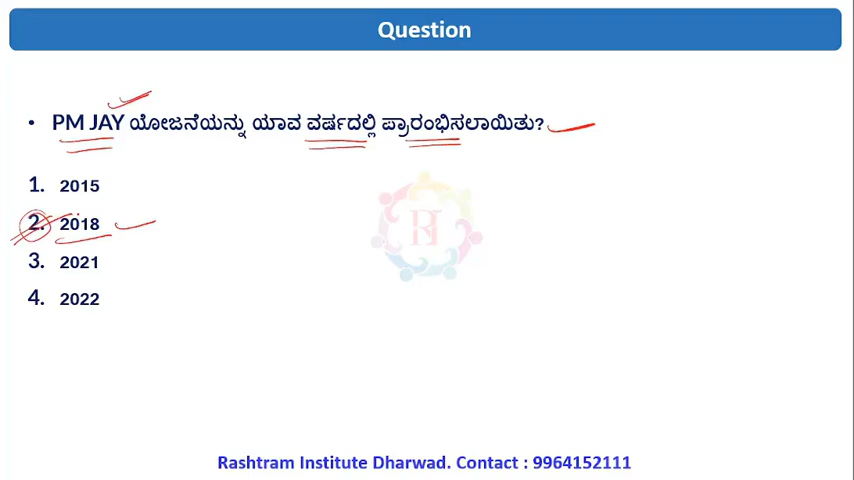 Question
• PM JAY ಯೋಜನೆಯನ್ನು ಯಾವ ವರ್ಷದಲ್ಲಿ ಪ್ರಾರಂಭಿಸಲಾಯಿತು?
1. 2015
2. 2018
3. 2021
4. 2022
Rashtram Institute Dharwad. Contact : 9964152111